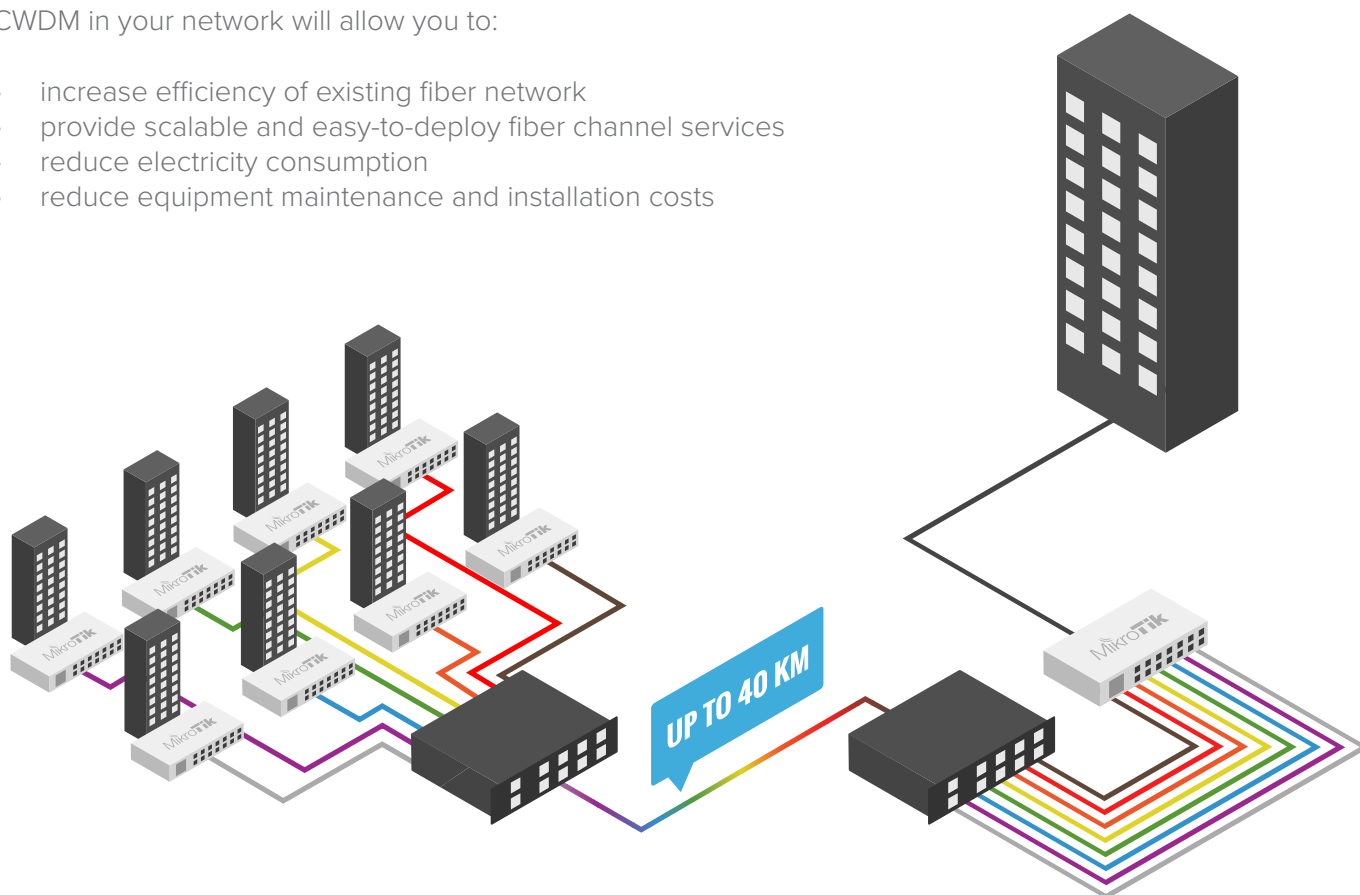 CWDM in your network will allow you to:
increase efficiency of existing fiber network
provide scalable and easy-to-deploy fiber channel services
reduce electricity consumption
reduce equipment maintenance and installation costs
MikroTik
MikroTik
MikroTik
MikroTik
MikroTik
MikroTik
MikroTik
MikroTik
MikroTik
UP TO 40 KM